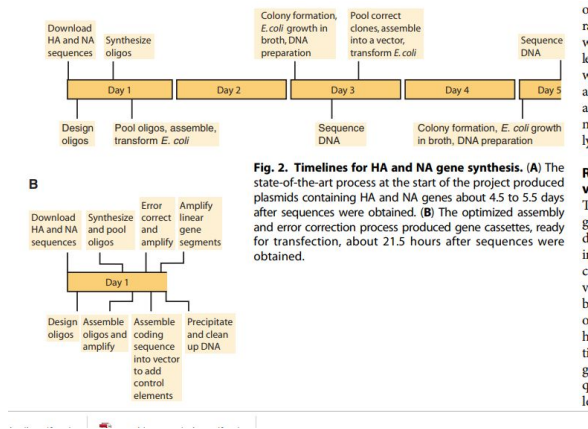 Download
HA and NA
sequences
Synthesize
oligos
Colony formation,
E.coli growth in
broth, DNA
preparation
Pool correct
clones, assemble
into a vector,
transform E.coli
Sequence
DNA
Day 1
Day 2
Day 3
Day 4
Day 5
Design
oligos
Pool oligos, assemble,
transform E. coli
Sequence
DNA
Colony formation, E. coli growth
in broth, DNA preparation
B
Download
HA and NA
sequences
Synthesize
and pool
oligos
Error
correct
and
amplify
Amplify
linear
gene
segments
Day 1
Design
oligos
Assemble
oligos and
amplify
Assemble
coding
sequence
into vector
to add
control
elements
Precipitate
and clean
up DNA
Fig. 2. Timelines for HA and NA gene synthesis. (A) The
state-of-the-art process at the start of the project produced
plasmids containing HA and NA genes about 4.5 to 5.5 days
after sequences were obtained. (B) The optimized assembly
and error correction process produced gene cassettes, ready
for transfection, about 21.5 hours after sequences were
obtained.